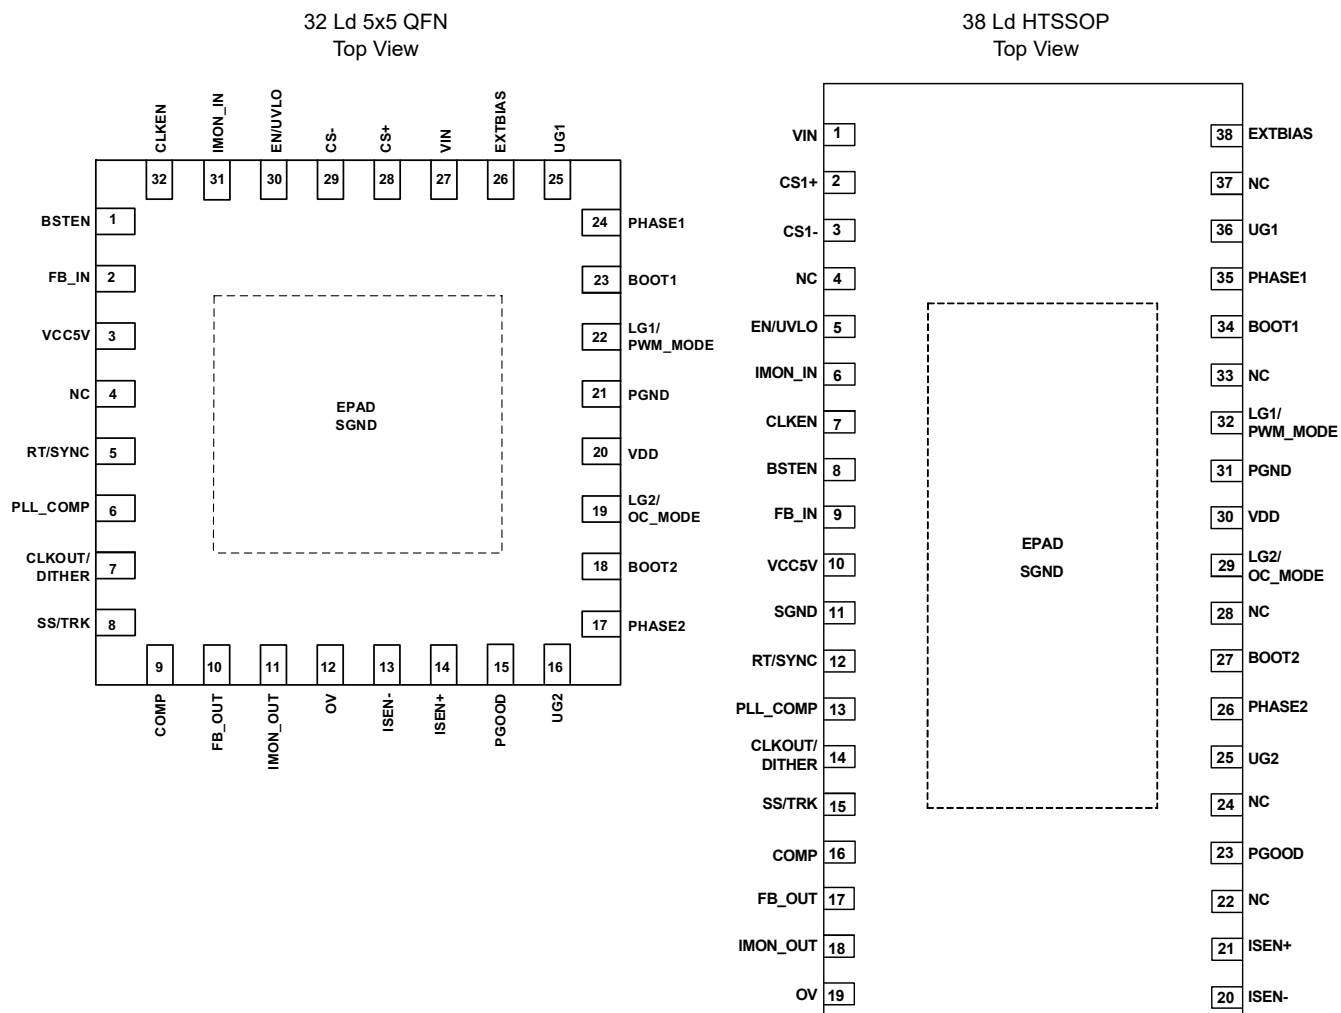 32 Ld 5x5 QFN
Top View
CLKEN
IMON_IN
EN/UVLO
CS-
CS+
VIN
EXTBIAS
UG1
32
31
30
29
28
27
26
25
BSTEN 1
FB_IN 2
VCC5V 3
NC 4
RT/SYNC 5
PLL_COMP 6
CLKOUT/
DITHER 7
SS/TRK 8
24 PHASE1
23 BOOT1
22 LG1/
PWM_MODE
21 PGND
20 VDD
19 LG2/
OC_MODE
18 BOOT2
17 PHASE2
EPAD
SGND
9
10
11
12
13
14
15
16
COMP
FB_OUT
IMON_OUT
OV
ISEN-
ISEN+
PGOOD
UG2
38 Ld HTSSOP
Top View
VIN 1
CS1+ 2
CS1- 3
NC 4
EN/UVLO 5
IMON_IN 6
CLKEN 7
BSTEN 8
FB_IN 9
VCC5V 10
SGND 11
RT/SYNC 12
PLL_COMP 13
CLKOUT/
DITHER 14
SS/TRK 15
COMP 16
FB_OUT 17
IMON_OUT 18
OV 19
EPAD
SGND
38 EXTBIAS
37 NC
36 UG1
35 PHASE1
34 BOOT1
33 NC
32 LG1/
PWM_MODE
31 PGND
30 VDD
29 LG2/
OC_MODE
28 NC
27 BOOT2
26 PHASE2
25 UG2
24 NC
23 PGOOD
22 NC
21 ISEN+
20 ISEN-